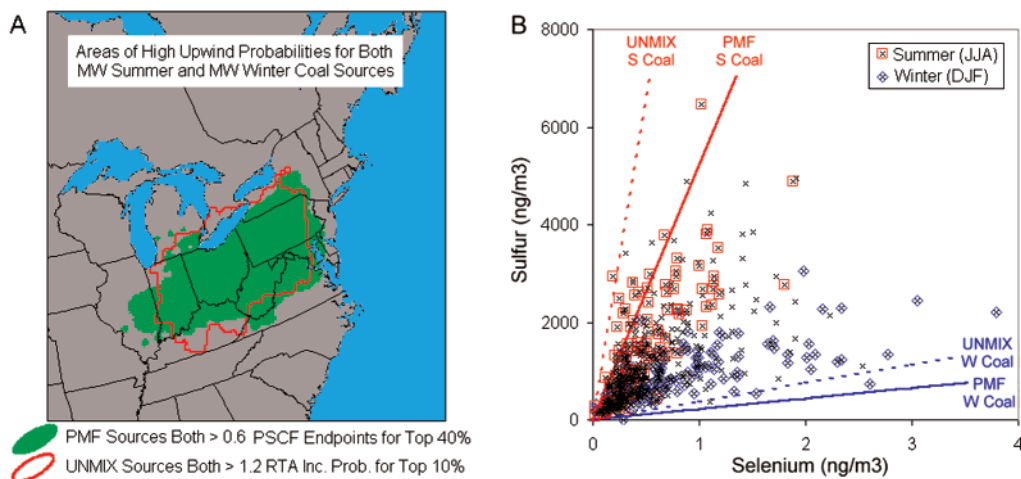 A
Areas of High Upwind Probabilities for Both
MW Summer and MW Winter Coal Sources
PMF Sources Both > 0.6 PSCF Endpoints for Top 40%
UNMIX Sources Both > 1.2 RTA Inc. Prob. for Top 10%
B
8000
6000
4000
2000
0
Sulfur (ng/m3)
UNMIX
S Coal
PMF
S Coal
Summer (JJA)
Winter (DJF)
UNMIX
W Coal
PMF
W Coal
0
1
2
3
4
Selenium (ng/m3)